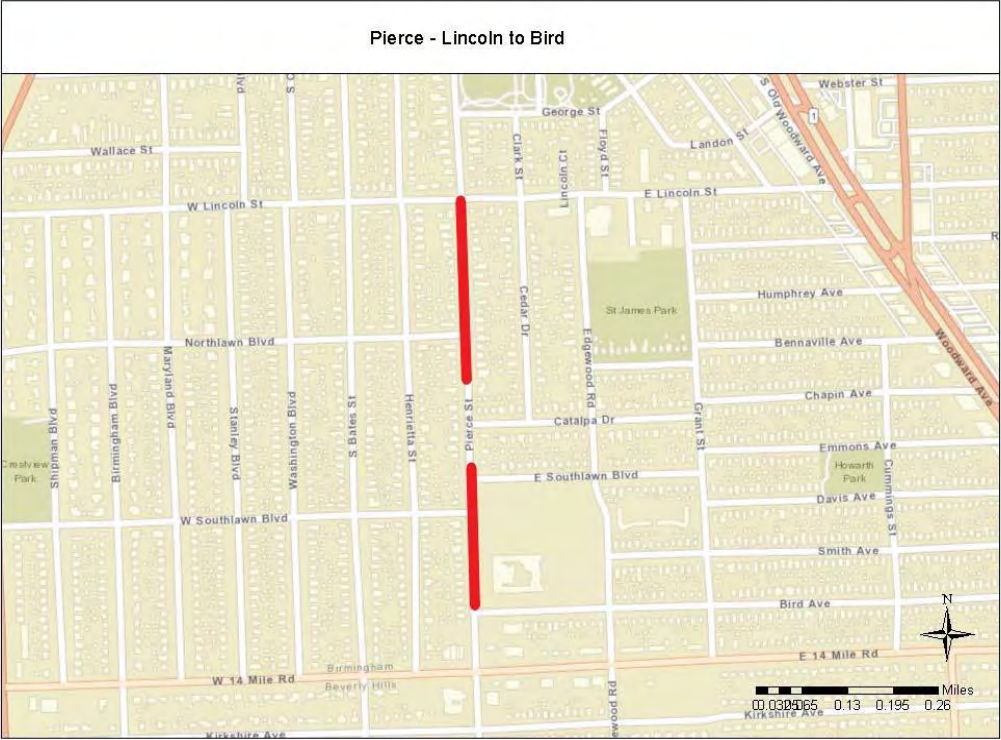 Pierce - Lincoln to Bird
Webster St
S Old Woodward Ave
1
George St
Landon St
Wallace St
Clark St
Floyd St
Lincoln Ct
W Lincoln St
E Lincoln St
Cedar Dr
St James Park
Humphrey Ave
Northlawn Blvd
Bennaville Ave
Woodward Ave
Maryland Blvd
Edgewood Rd
Shipman Blvd
Birmingham Blvd
Stanley Blvd
Washington Blvd
S Bates St
Henrietta St
Pierce St
Grant St
Chapin Ave
Catalpa Dr
Emmons Ave
Crestview
Park
E Southlawn Blvd
Howarth
Park
Cummings St
Davis Ave
W Southlawn Blvd
Smith Ave
Bird Ave
N
E 14 Mile Rd
Birmingham
W 14 Mile Rd
Beverly Hills
Miles
0.13 0.195 0.26
Kirkshire Ave
Kirkshire Ave